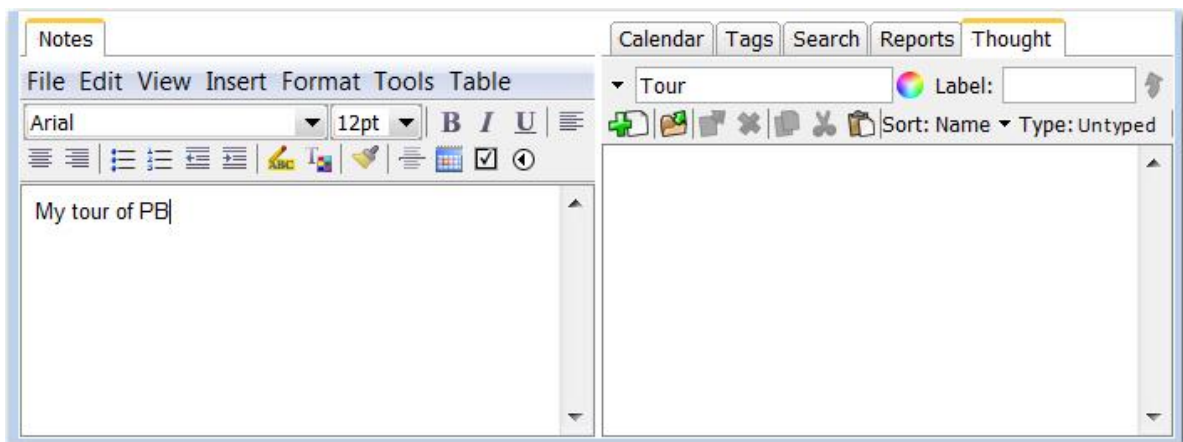 Notes
File Edit View Insert Format Tools Table
Arial 12pt B I U
ABC T
My tour of PB
Calendar Tags Search Reports Thought
Tour Label:
Sort: Name Type: Untyped